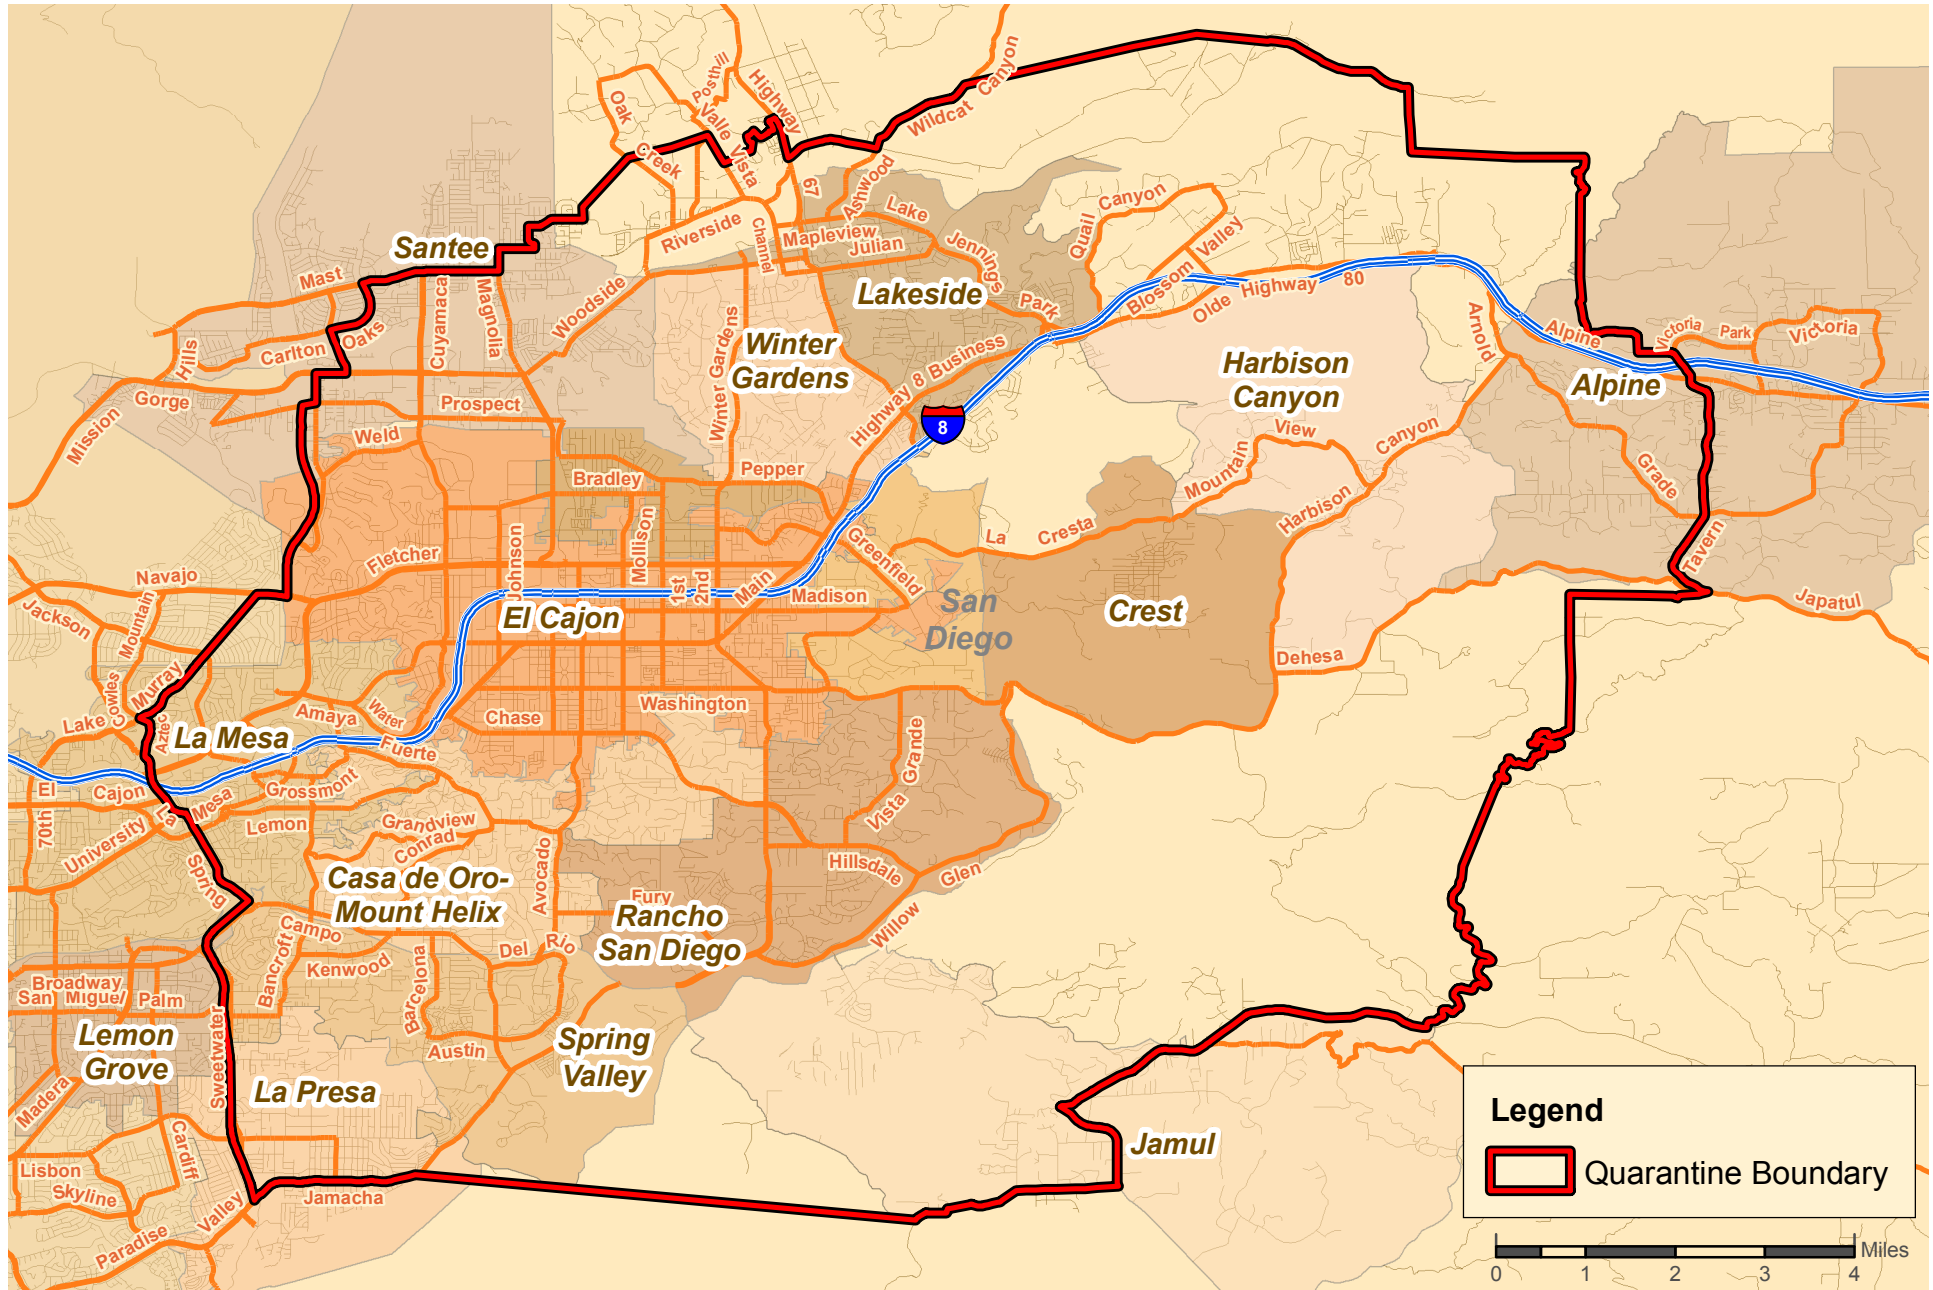 Posthill
Highway
Wildcat Canyon
Oak
Valle
Vista
Creek
67
Ashwood
Lake
Quail
Canyon
Riverside
Channel
Mapleview
Julian
Jennings
Valley
Santee
Mast
Cuyamaca
Magnolia
Woodside
Lakeside
Park
Blossom
Olde
Highway
80
Hills
Carlton
Oaks
Winter Gardens
Winter
Gardens
Highway 8 Business
Harbison
Canyon
Arnold
Alpine
Victoria
Park
Victoria
Alpine
Gorge
Mission
Prospect
Weld
8
View
Canyon
Mountain
Grade
Bradley
Pepper
Harbison
La
Cresta
Tavern
Navajo
Jackson
Mountain
Fletcher
Johnson
Mollison
1st
2nd
Main
Madison
Greenfield
El Cajon
San
Diego
Crest
Japatul
Dehesa
Murray
Cowles
Lake
Aztec
La Mesa
Amaya
Water
Fuerte
Chase
Washington
Grande
Vista
El
Cajon
70th
La
Mesa
Grossmont
University
Lemon
Grandview
Conrad
Spring
Avocado
Hillsdale
Glen
Willow
Casa de Oro-
Mount Helix
Fury
Rancho
San Diego
Campo
Bancroft
Kenwood
Barcelona
Del
Rio
Broadway
San Miguel
Palm
Lemon
Grove
Sweetwater
Madera
Austin
Spring
Valley
La Presa
Cardiff
Lisbon
Skyline
Jamacha
Valley
Paradise
Jamul
Legend
Quarantine Boundary
Miles
0
1
2
3
4